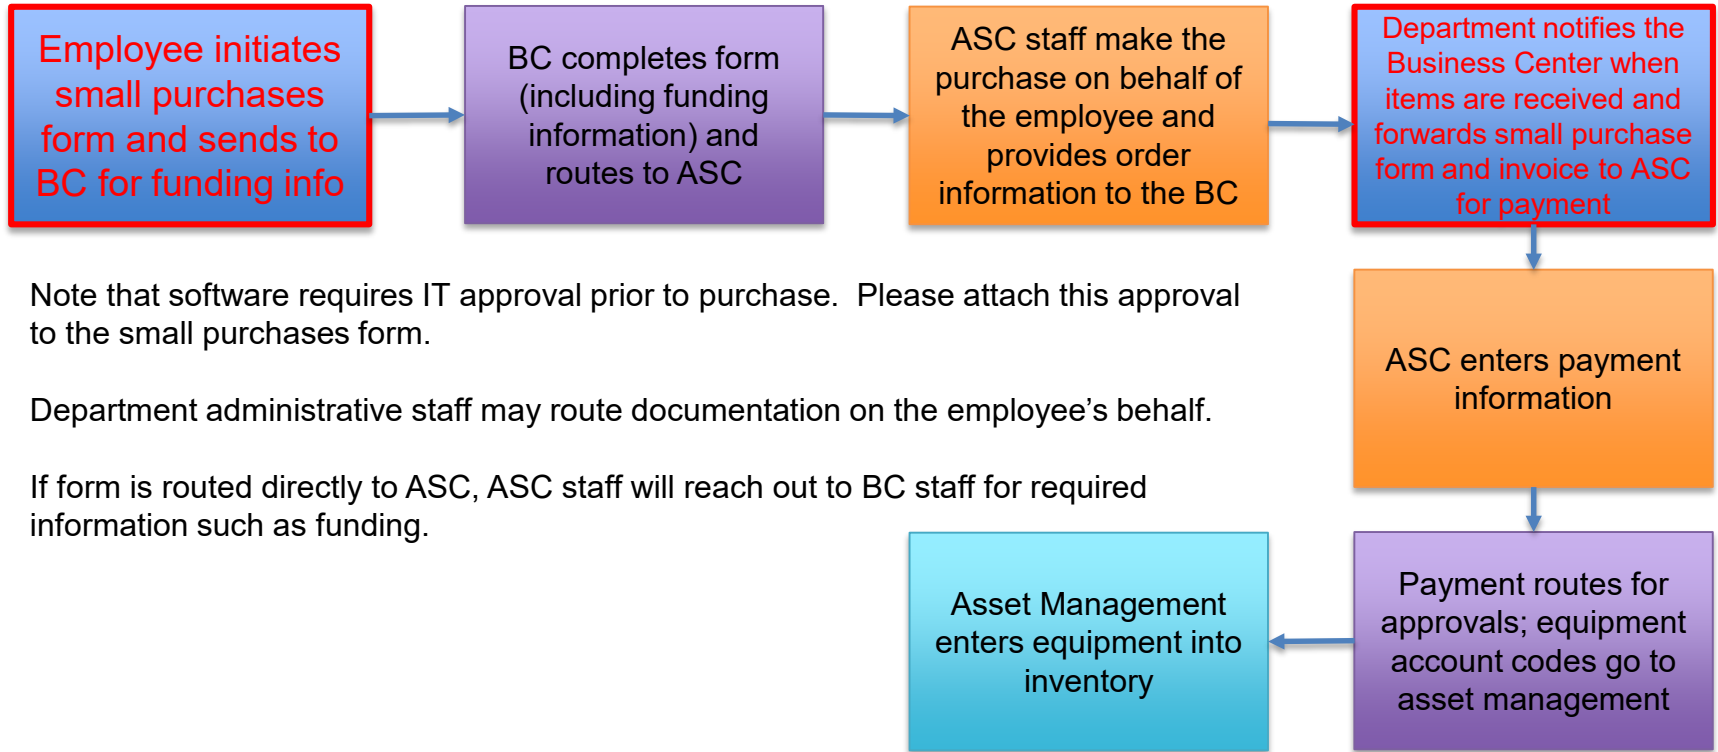 Employee initiates
small purchases
form and sends to
BC for funding info
BC completes form
(including funding
information) and
routes to ASC
ASC staff make the
purchase on behalf of
the employee and
provides order
information to the BC
Department notifies the
Business Center when
items are received and
forwards small purchase
form and invoice to ASC
for payment
Note that software requires IT approval prior to purchase.  Please attach this approval
to the small purchases form.
Department administrative staff may route documentation on the employee’s behalf.
If form is routed directly to ASC, ASC staff will reach out to BC staff for required
information such as funding.
ASC enters payment
information
Payment routes for
approvals; equipment
account codes go to
asset management
Asset Management
enters equipment into
inventory